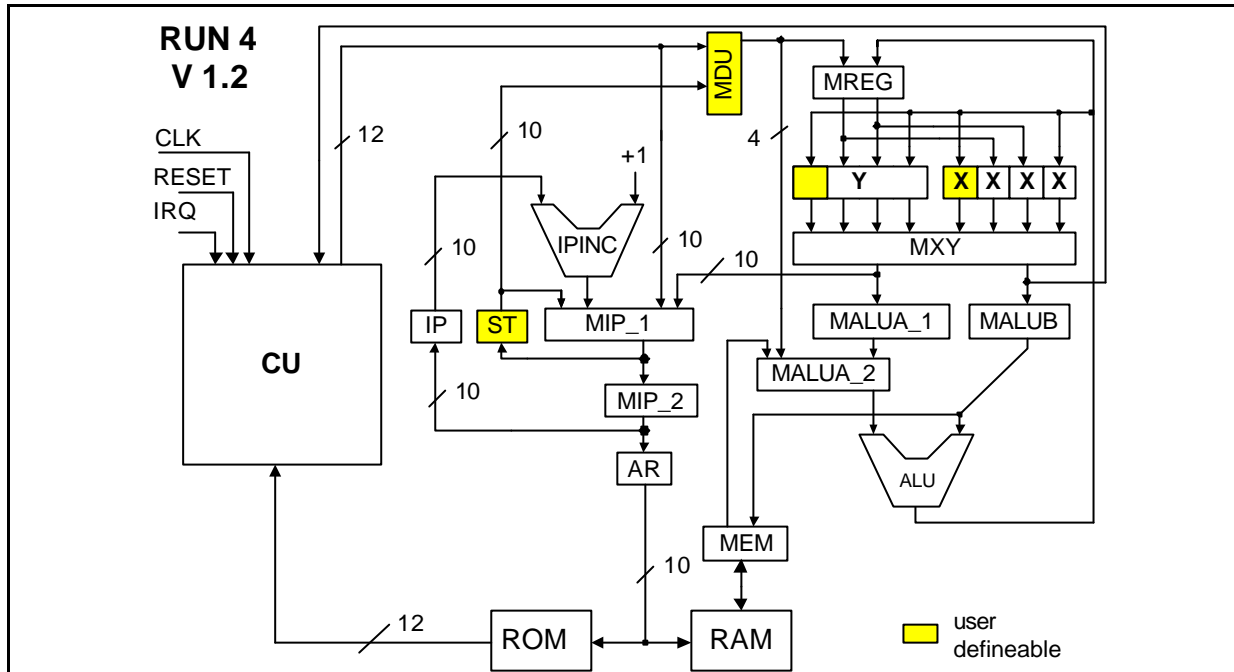 RUN 4
V 1.2
MDU
MREG
12
10
4
CLK
+1
RESET
Y
X
X
X
X
IRQ
IPINC
10
10
10
MXY
IP
ST
MIP_1
MALUA_1
MALUB
CU
MALUA_2
10
MIP_2
AR
ALU
MEM
10
12
ROM
RAM
user
defineable